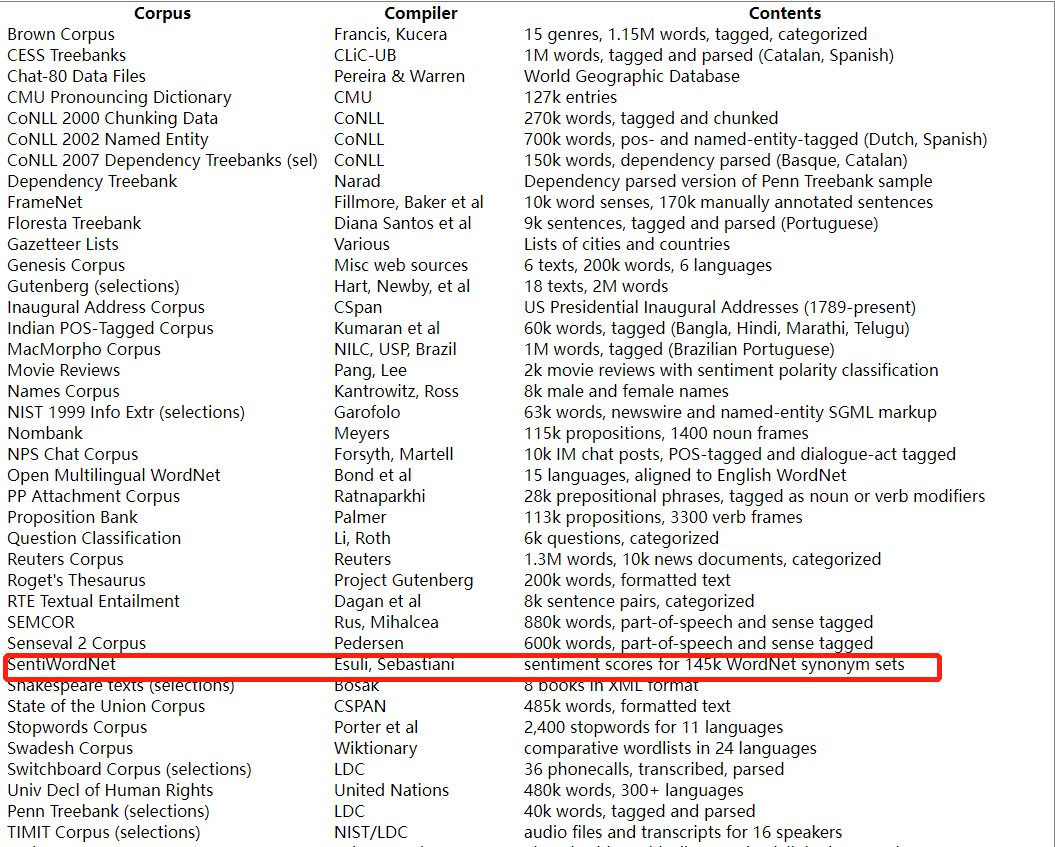 Corpus Compiler Contents
Brown Corpus Francis, Kucera 15 genres, 1.15M words, tagged, categorized
CESS Treebanks CLiC-UB 1M words, tagged and parsed (Catalan, Spanish)
Chat-80 Data Files Pereira & Warren World Geographic Database
CMU Pronouncing Dictionary CMU 127k entries
CoNLL 2000 Chunking Data CoNLL 270k words, tagged and chunked
CoNLL 2002 Named Entity CoNLL 700k words, pos- and named-entity-tagged (Dutch, Spanish)
CoNLL 2007 Dependency Treebanks (sel) CoNLL 150k words, dependency parsed (Basque, Catalan)
Dependency Treebank Narad Dependency parsed version of Penn Treebank sample
FrameNet Fillmore, Baker et al 10k word senses, 170k manually annotated sentences
Floresta Treebank Diana Santos et al 9k sentences, tagged and parsed (Portuguese)
Gazetteer Lists Various Lists of cities and countries
Genesis Corpus Misc web sources 6 texts, 200k words, 6 languages
Gutenberg (selections) Hart, Newby, et al 18 texts, 2M words
Inaugural Address Corpus CSpan US Presidential Inaugural Addresses (1789-present)
Indian POS-Tagged Corpus Kumaran et al 60k words, tagged (Bangla, Hindi, Marathi, Telugu)
MacMorpho Corpus NILC, USP, Brazil 1M words, tagged (Brazilian Portuguese)
Movie Reviews Pang, Lee 2k movie reviews with sentiment polarity classification
Names Corpus Kantrowitz, Ross 8k male and female names
NIST 1999 Info Extr (selections) Garofolo 63k words, newswire and named-entity SGML markup
Nombank Meyers 115k propositions, 1400 noun frames
NPS Chat Corpus Forsyth, Martell 10k IM chat posts, POS-tagged and dialogue-act tagged
Open Multilingual WordNet Bond et al 15 languages, aligned to English WordNet
PP Attachment Corpus Ratnaparkhi 28k prepositional phrases, tagged as noun or verb modifiers
Proposition Bank Palmer 113k propositions, 3300 verb frames
Question Classification Li, Roth 6k questions, categorized
Reuters Corpus Reuters 1.3M words, 10k news documents, categorized
Roget's Thesaurus Project Gutenberg 200k words, formatted text
RTE Textual Entailment Dagan et al 8k sentence pairs, categorized
SEMCOR Rus, Mihalcea 880k words, part-of-speech and sense tagged
Senseval 2 Corpus Pedersen 600k words, part-of-speech and sense tagged
SentiWordNet Esuli, Sebastiani sentiment scores for 145k WordNet synonym sets
Shakespeare texts (selections) Bosak 8 books in XML format
State of the Union Corpus CSPAN 485k words, formatted text
Stopwords Corpus Porter et al 2,400 stopwords for 11 languages
Swadesh Corpus Wiktionary comparative wordlists in 24 languages
Switchboard Corpus (selections) LDC 36 phonecalls, transcribed, parsed
Univ Decl of Human Rights United Nations 480k words, 300+ languages
Penn Treebank (selections) LDC 40k words, tagged and parsed
TIMIT Corpus (selections) NIST/LDC audio files and transcripts for 16 speakers